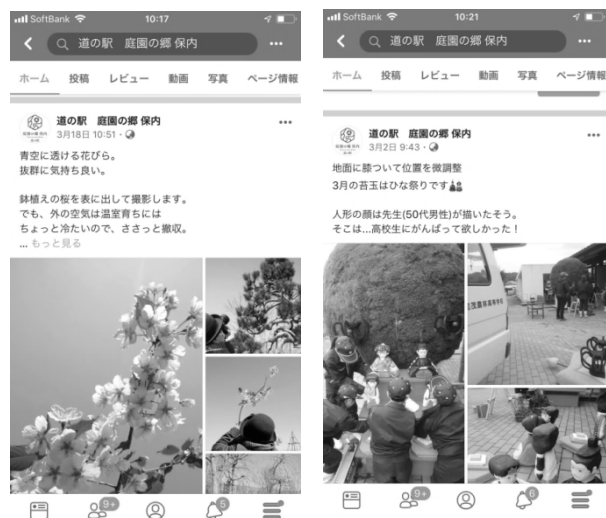 SoftBank 10:17
道の駅 庭園の郷 保内
ホーム 投稿 レビュー 動画 写真 ページ情報
道の駅 庭園の郷 保内
3月18日 10:51
青空に透ける花びら。
抜群に気持ち良い。
鉢植えの桜を表に出して撮影します。
でも、外の空気は温室育ちには
ちょっと冷たいので、ささっと撤収。
... もっと見る
9+
5
SoftBank 10:21
道の駅 庭園の郷 保内
ホーム 投稿 レビュー 動画 写真 ページ情報
道の駅 庭園の郷 保内
3月2日 9:43
地面に膝ついて位置を微調整
3月の苔玉はひな祭りです🎎
人形の顔は先生(50代男性)が描いたそう。
そこは...高校生にがんばって欲しかった！
9+
6